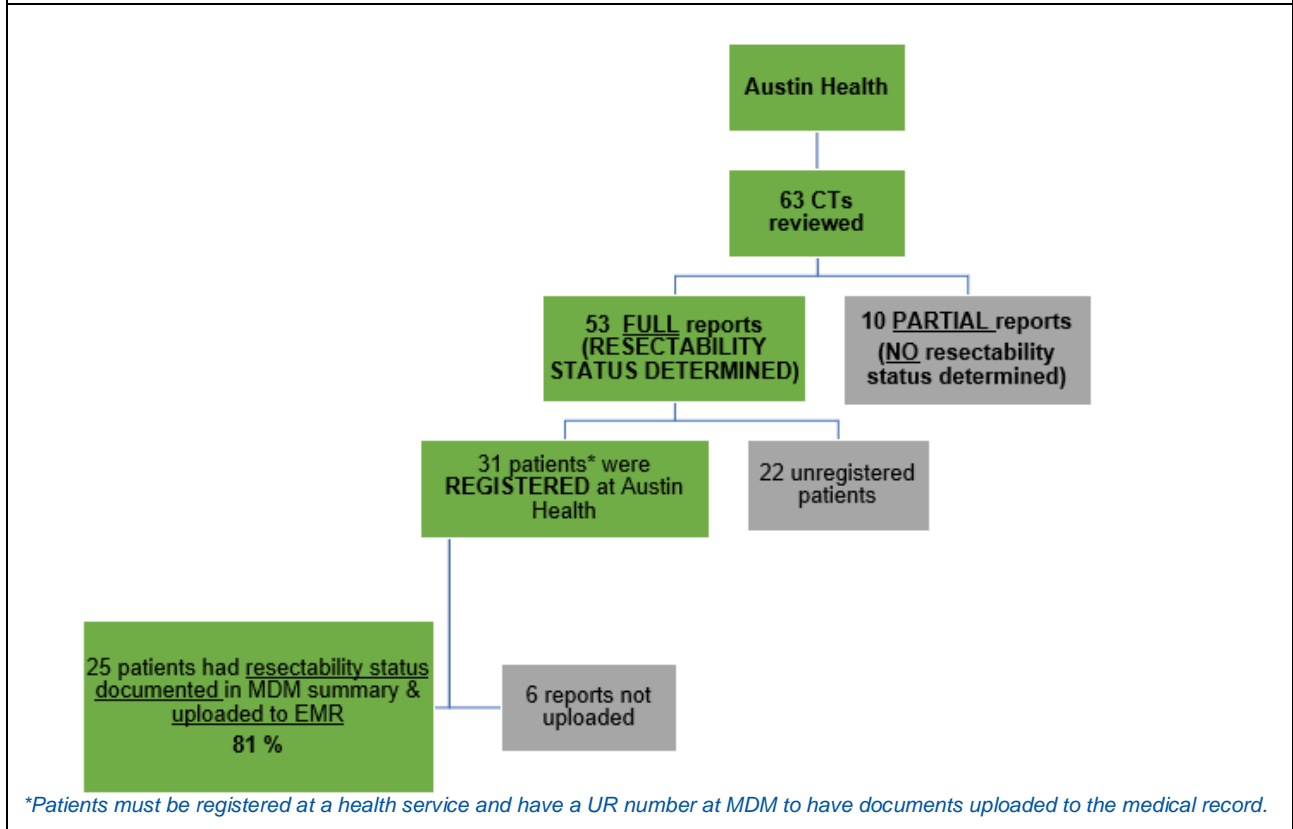 Austin Health
63 CTs
reviewed
53 FULL reports
(RESECTABILITY
STATUS DETERMINED)
10 PARTIAL reports
(NO resectability
status determined)
31 patients* were
REGISTERED at Austin
Health
22 unregistered
patients
25 patients had resectability status
documented in MDM summary &
uploaded to EMR
81 %
6 reports not
uploaded
*Patients must be registered at a health service and have a UR number at MDM to have documents uploaded to the medical record.